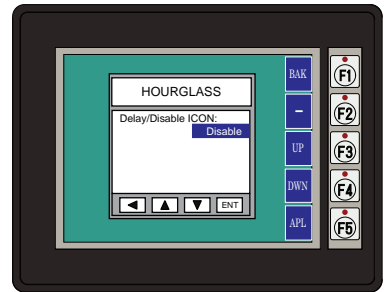 HOURGLASS
Delay/Disable ICON:
Disable
ENT
BAK
–
UP
DWN
APL
F1
F2
F3
F4
F5